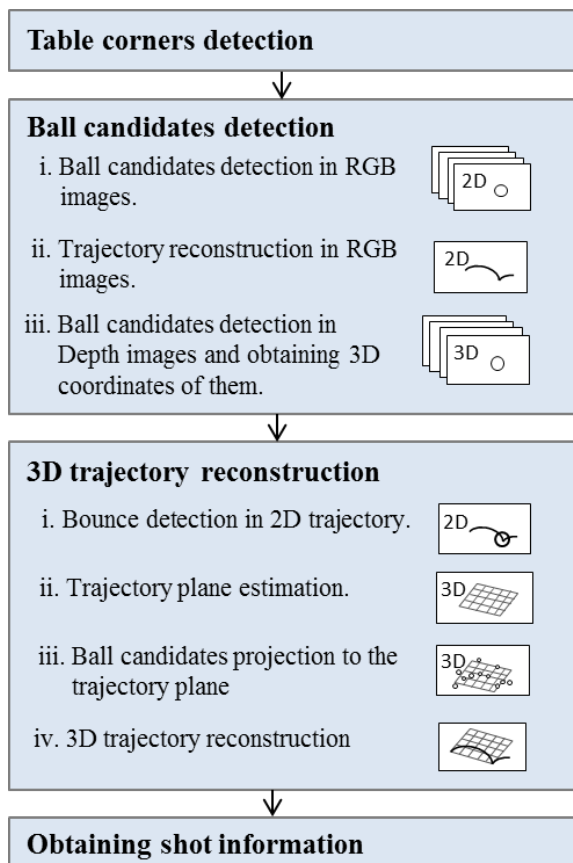 Table corners detection
Ball candidates detection
i. Ball candidates detection in RGB
images.
2D
ii. Trajectory reconstruction in RGB
images.
2D
iii. Ball candidates detection in
Depth images and obtaining 3D
coordinates of them.
3D
3D trajectory reconstruction
i. Bounce detection in 2D trajectory.
2D
ii. Trajectory plane estimation.
3D
iii. Ball candidates projection to the
trajectory plane
3D
iv. 3D trajectory reconstruction
Obtaining shot information